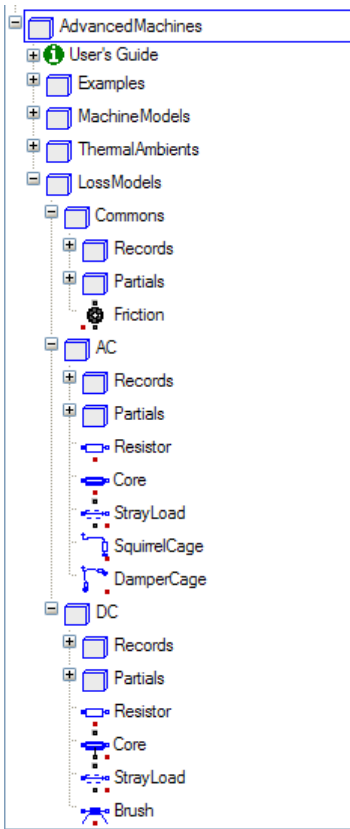 AdvancedMachines
User's Guide
Examples
MachineModels
ThermalAmbients
LossModels
Commons
Records
Partials
Friction
AC
Records
Partials
Resistor
Core
StrayLoad
SquirrelCage
DamperCage
DC
Records
Partials
Resistor
Core
StrayLoad
Brush